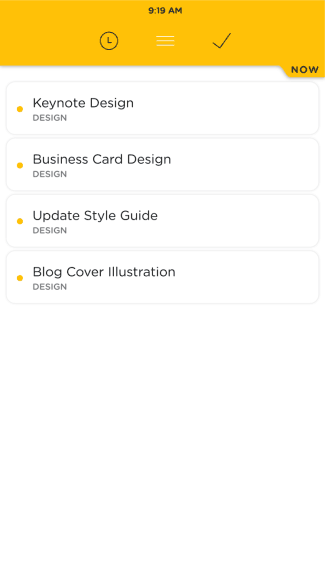 9:19 AM
L
NOW
Keynote Design
DESIGN
Business Card Design
DESIGN
Update Style Guide
DESIGN
Blog Cover Illustration
DESIGN